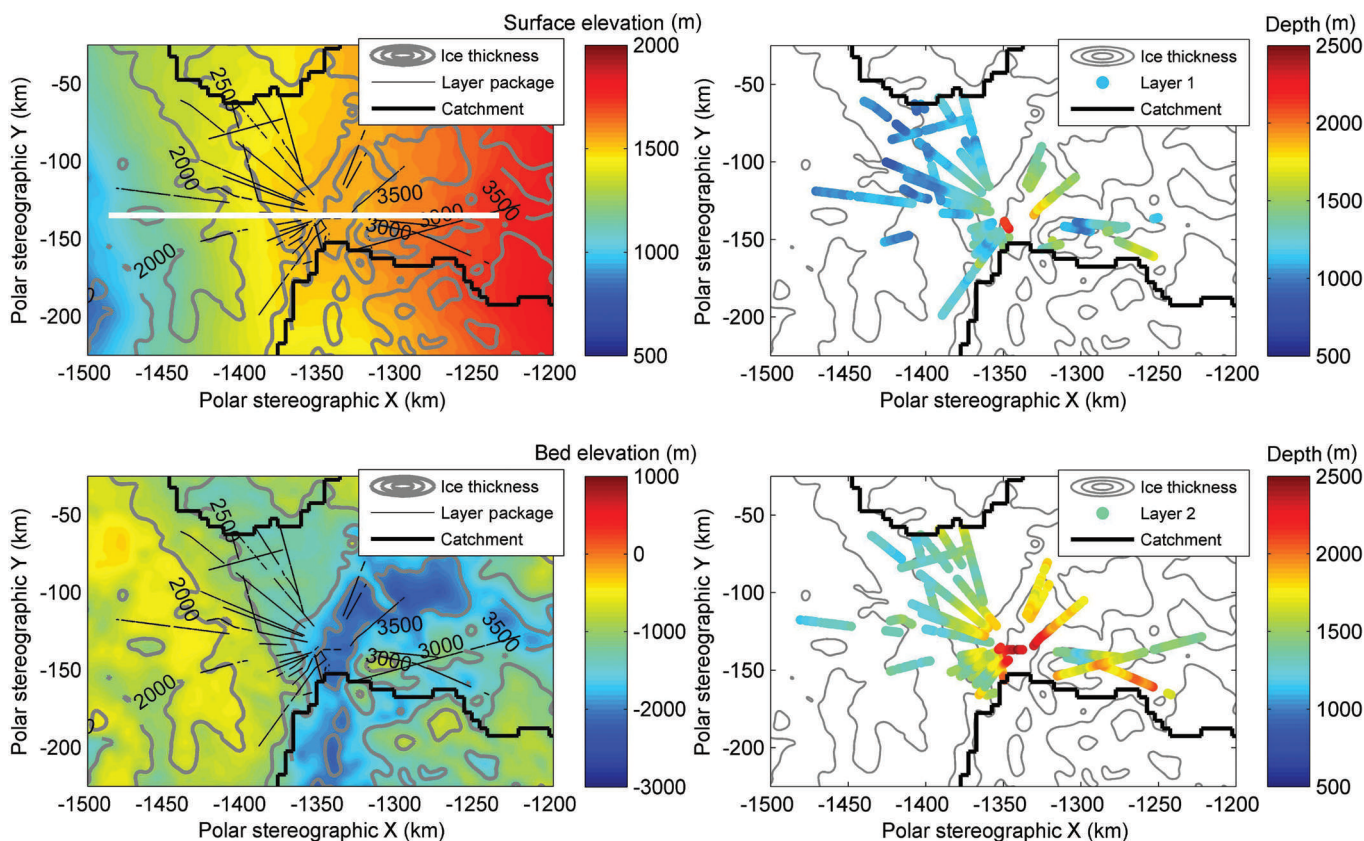 Surface elevation (m)
Ice thickness
Layer package
Catchment
2000
1500
1000
500
-50
-100
-150
-200
Polar stereographic Y (km)
2500
2000
2000
3500
3000
3500
-1500 -1450 -1400 -1350 -1300 -1250 -1200
Polar stereographic X (km)
Depth (m)
Ice thickness
Layer 1
Catchment
2500
2000
1500
1000
500
-50
-100
-150
-200
Polar stereographic Y (km)
-1500 -1450 -1400 -1350 -1300 -1250 -1200
Polar stereographic X (km)
Bed elevation (m)
Ice thickness
Layer package
Catchment
1000
0
-1000
-2000
-3000
-50
-100
-150
-200
Polar stereographic Y (km)
2500
2000
2000
3500
3000
3500
-1500 -1450 -1400 -1350 -1300 -1250 -1200
Polar stereographic X (km)
Depth (m)
Ice thickness
Layer 2
Catchment
2500
2000
1500
1000
500
-50
-100
-150
-200
Polar stereographic Y (km)
-1500 -1450 -1400 -1350 -1300 -1250 -1200
Polar stereographic X (km)